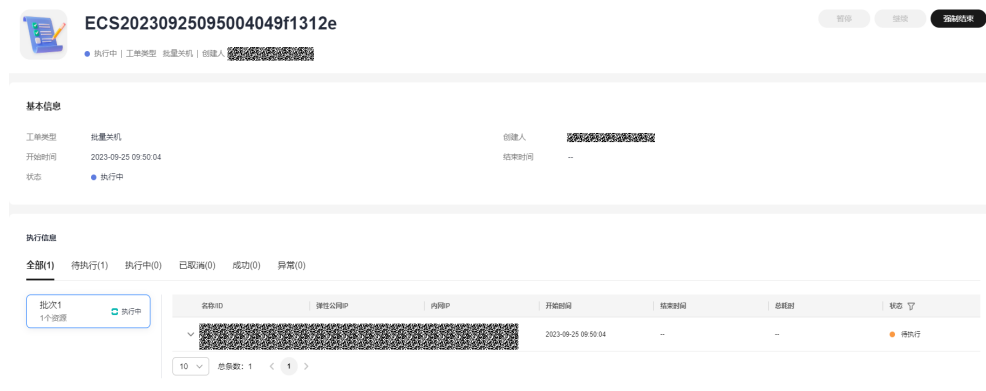 ECS20230925095004049f1312e
暂停 继续 强制结束
执行中 | 工单类型 批量关机 | 创建人
基本信息
工单类型 批量关机 创建人
开始时间 2023-09-25 09:50:04 结束时间 --
状态 执行中
执行信息
全部(1) 待执行(1) 执行中(0) 已取消(0) 成功(0) 异常(0)
批次1
1个资源
执行中
名称/ID 弹性公网IP 内网IP 开始时间 结束时间 总耗时 状态
2023-09-25 09:50:04 -- -- 待执行
10 总条数: 1 1